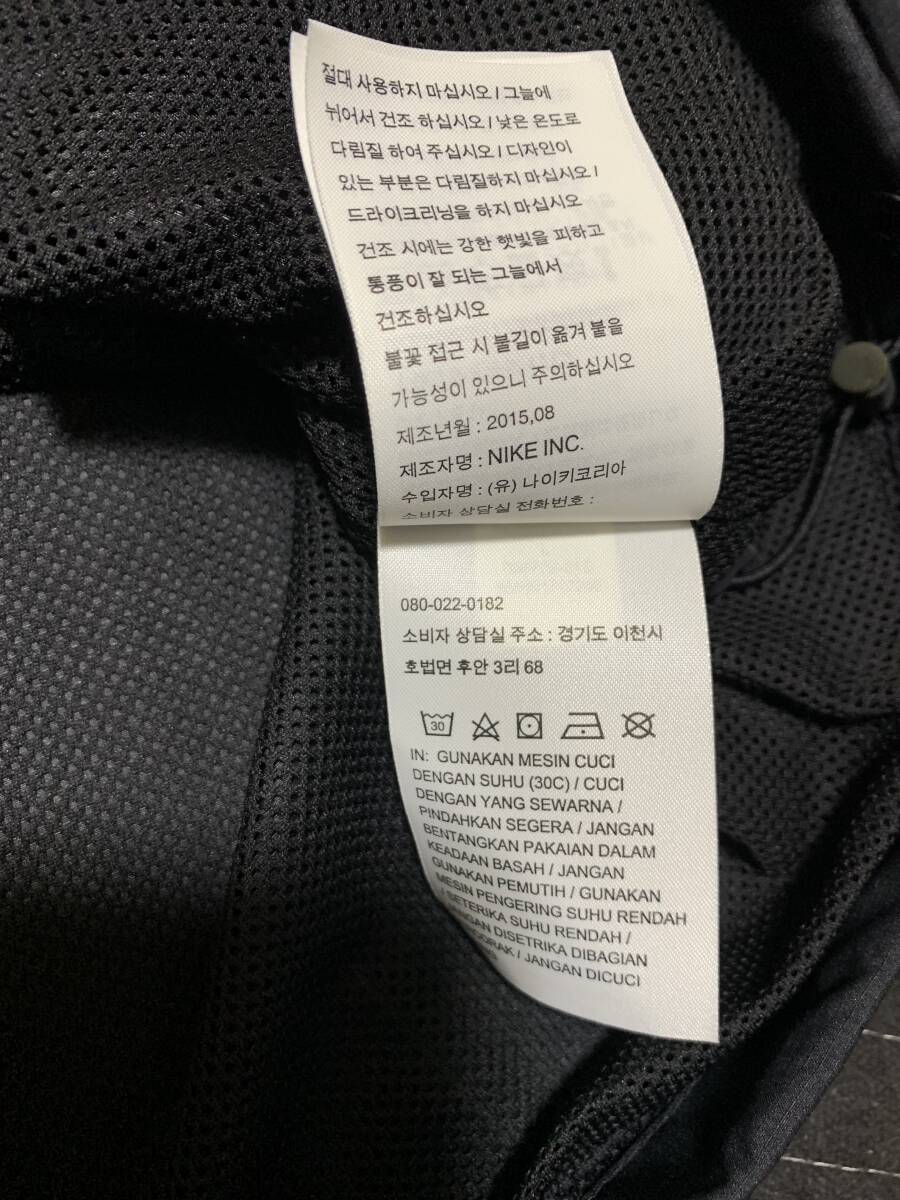 절대 사용하지 마십시오 / 그늘에
뉘어서 건조 하십시오 / 낮은 온도로
다림질 하여 주십시오 / 디자인이
있는 부분은 다림질하지 마십시오 /
드라이크리닝을 하지 마십시오
건조 시에는 강한 햇빛을 피하고
통풍이 잘 되는 그늘에서
건조하십시오
불꽃 접근 시 불길이 옮겨 붙을
가능성이 있으니 주의하십시오
제조년월 : 2015,08
제조자명 : NIKE INC.
수입자명 : (유) 나이키코리아
소비자 상담실 전화번호 :
080-022-0182
소비자 상담실 주소 : 경기도 이천시
호법면 후안 3리 68
30
IN: GUNAKAN MESIN CUCI
DENGAN SUHU (30C) / CUCI
DENGAN YANG SEWARNA /
PINDAHKAN SEGERA / JANGAN
BENTANGKAN PAKAIAN DALAM
KEADAAN BASAH / JANGAN
GUNAKAN PEMUTIH / GUNAKAN
MESIN PENGERING SUHU RENDAH
/ SETERIKA SUHU RENDAH /
DISETRIKA DIBAGIAN
/ JANGAN DICUCI